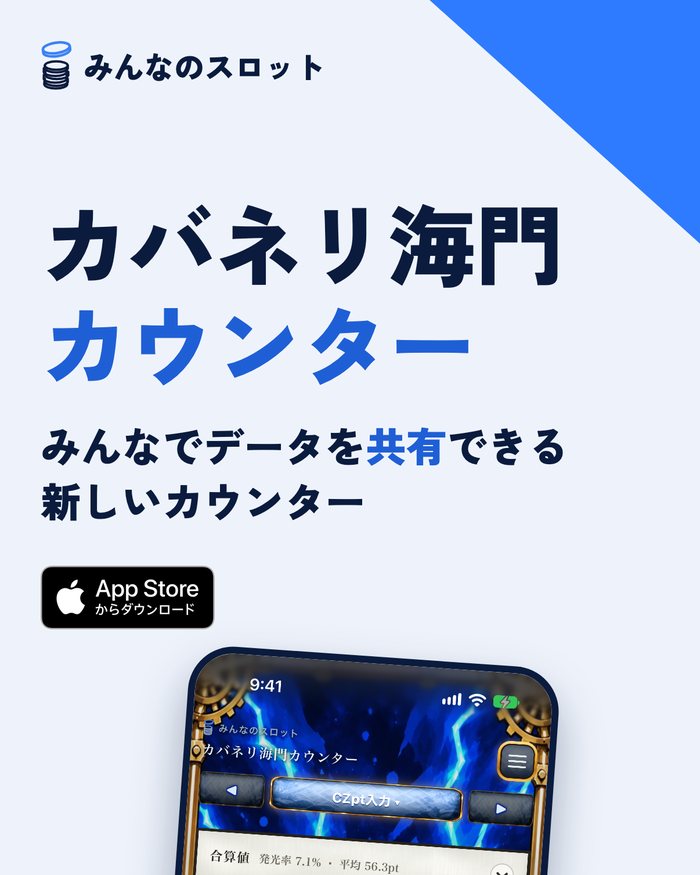 みんなのスロット
カバネリ海門
カウンター
みんなでデータを共有できる
新しいカウンター
App Store
からダウンロード
9:41
みんなのスロット
カバネリ海門カウンター
CZpt入力
合算値 発光率 7.1% ・ 平均 56.3pt